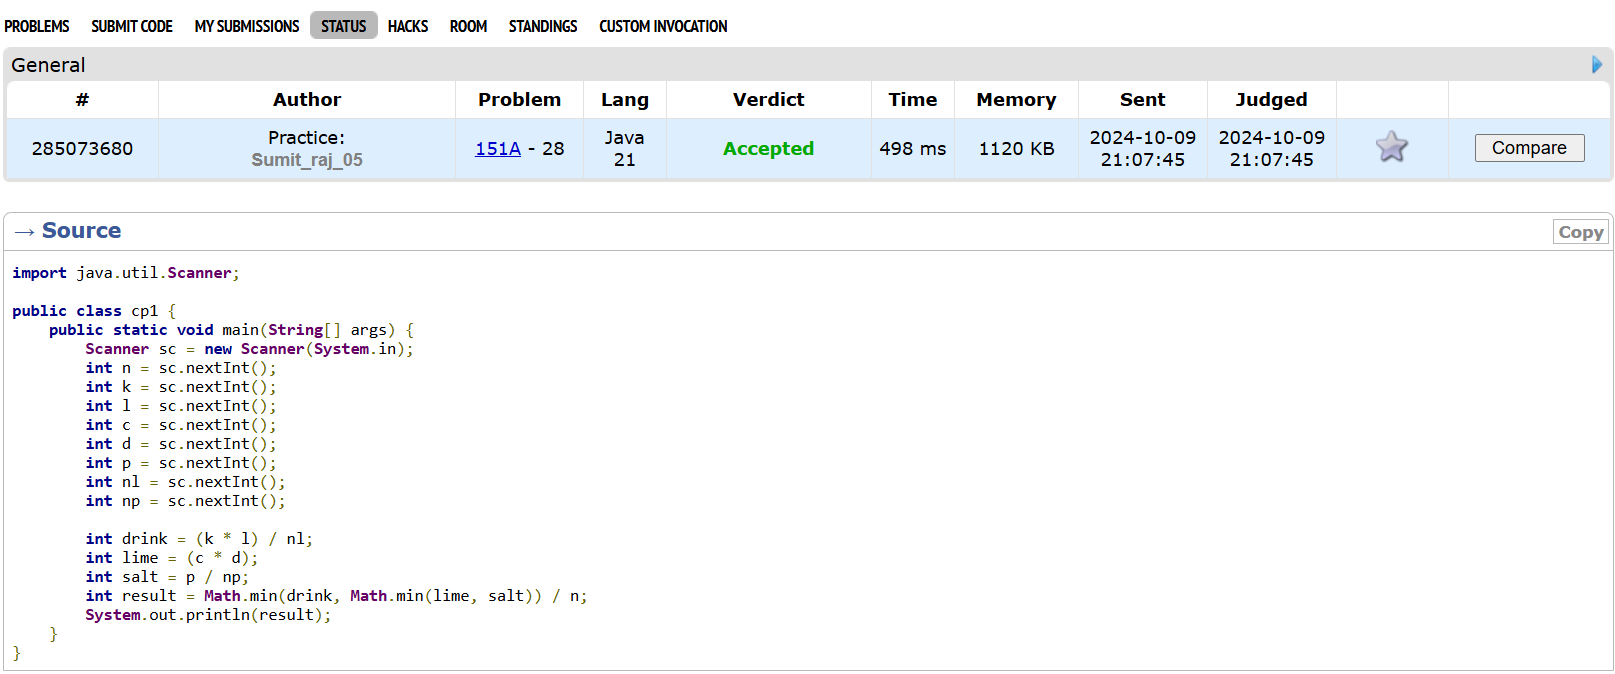 PROBLEMS SUBMIT CODE MY SUBMISSIONS STATUS HACKS ROOM STANDINGS CUSTOM INVOCATION
General
# Author Problem Lang Verdict Time Memory Sent Judged
285073680 Practice: Sumit_raj_05 151A - 28 Java 21 Accepted 498 ms 1120 KB 2024-10-09 21:07:45 2024-10-09 21:07:45 Compare
→ Source Copy
import java.util.Scanner;
public class cp1 {
    public static void main(String[] args) {
        Scanner sc = new Scanner(System.in);
        int n = sc.nextInt();
        int k = sc.nextInt();
        int l = sc.nextInt();
        int c = sc.nextInt();
        int d = sc.nextInt();
        int p = sc.nextInt();
        int nl = sc.nextInt();
        int np = sc.nextInt();
        int drink = (k * l) / nl;
        int lime = (c * d);
        int salt = p / np;
        int result = Math.min(drink, Math.min(lime, salt)) / n;
        System.out.println(result);
    }
}